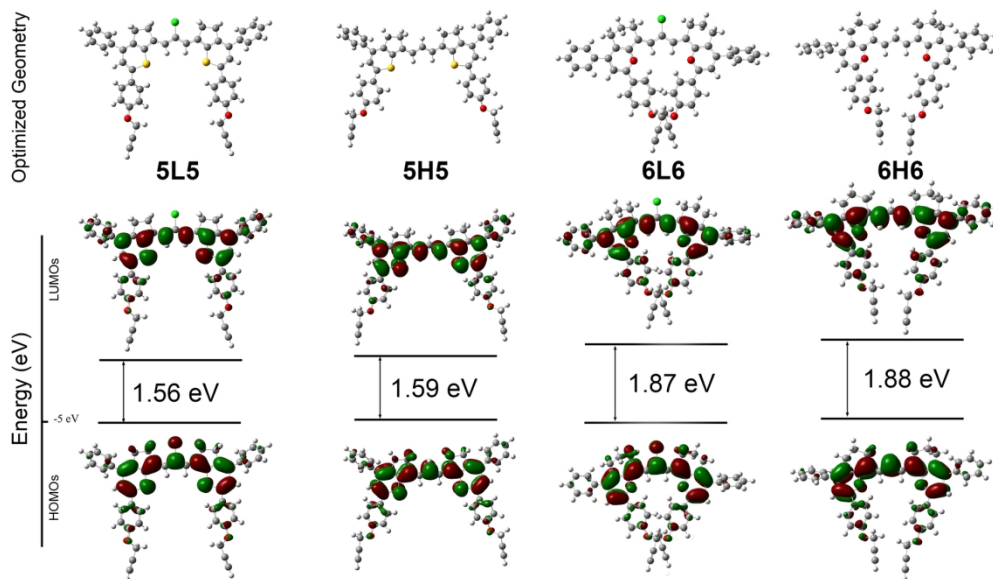 Optimized Geometry
5L5
5H5
6L6
6H6
Energy (eV)
LUMOs
1.56 eV
1.59 eV
1.87 eV
1.88 eV
-5 eV
HOMOs